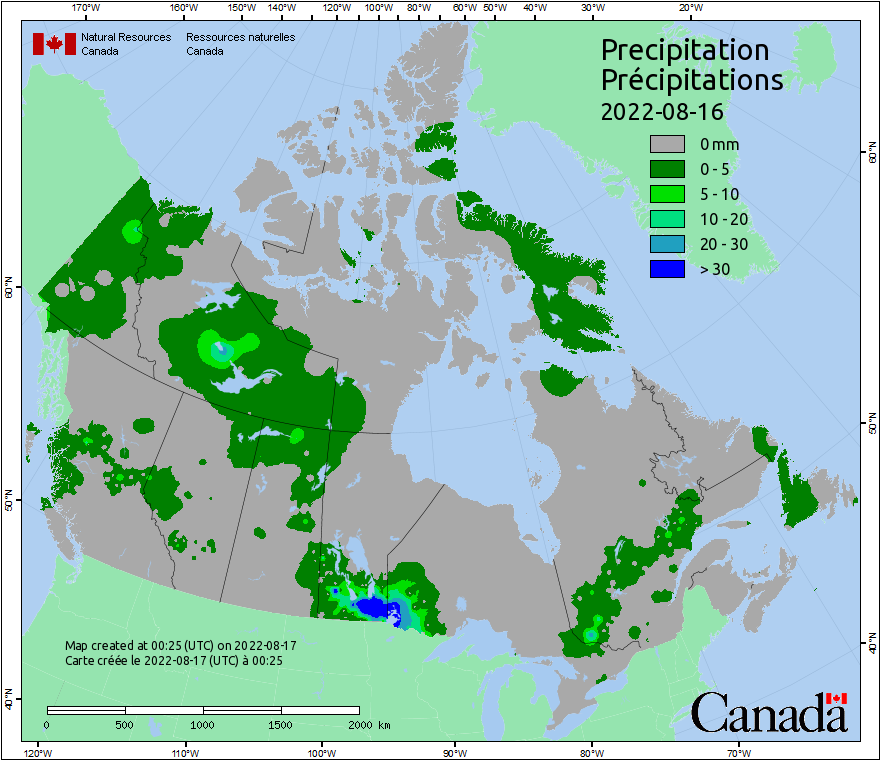 170°W 160°W 150°W 140°W 130°W 120°W 110°W 100°W 90°W 80°W 70°W 60°W 50°W 40°W 30°W 20°W
Natural Resources Canada
Ressources naturelles Canada
Precipitation
Précipitations
2022-08-16
0 mm
0 - 5
5 - 10
10 - 20
20 - 30
> 30
60°N
60°N
50°N
50°N
40°N
40°N
Map created at 00:25 (UTC) on 2022-08-17
Carte créée le 2022-08-17 (UTC) à 00:25
0 500 1000 1500 2000 km
Canada
120°W 110°W 100°W 90°W 80°W 70°W